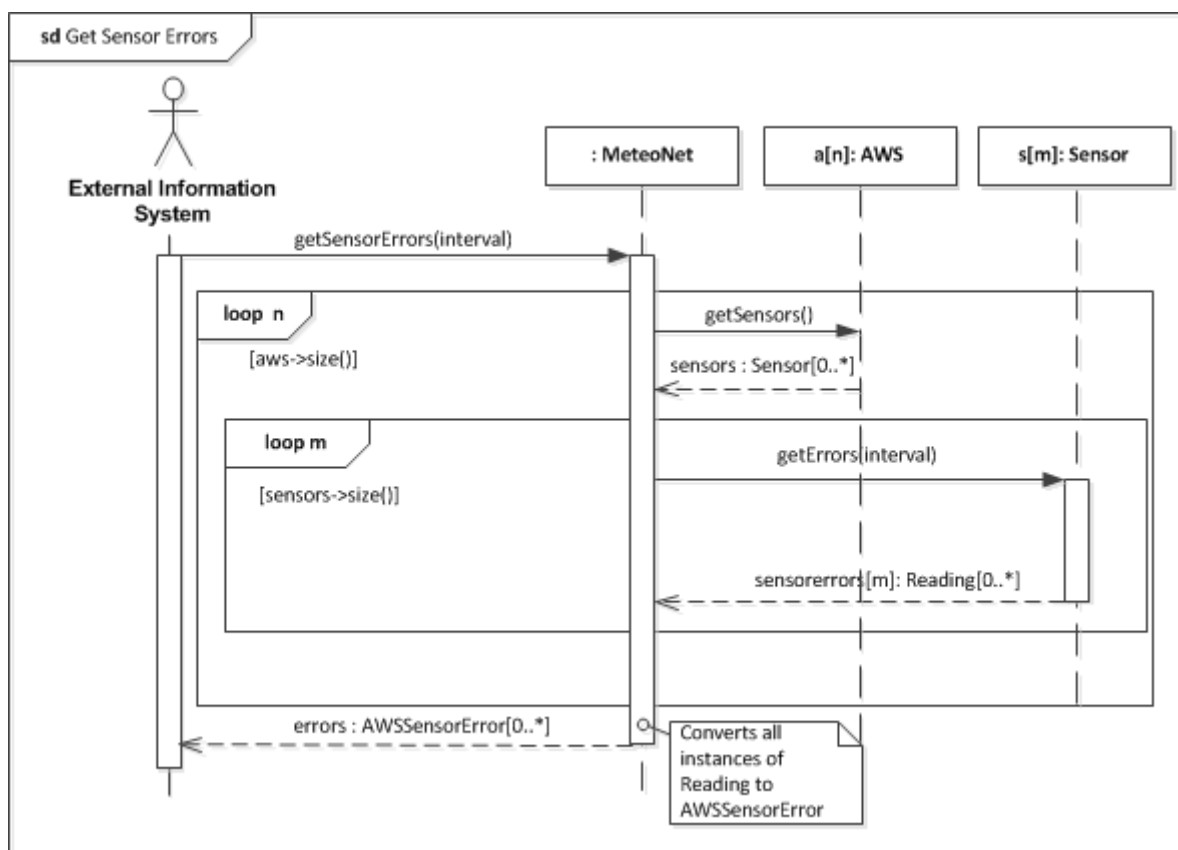 sd Get Sensor Errors
External Information
System
: MeteoNet
a[n]: AWS
s[m]: Sensor
getSensorErrors(interval)
loop n
[aws->size()]
getSensors()
sensors : Sensor[0..*]
loop m
[sensors->size()]
getErrors(interval)
sensorerrors[m]: Reading[0..*]
errors : AWSSensorError[0..*]
Converts all
instances of
Reading to
AWSSensorError